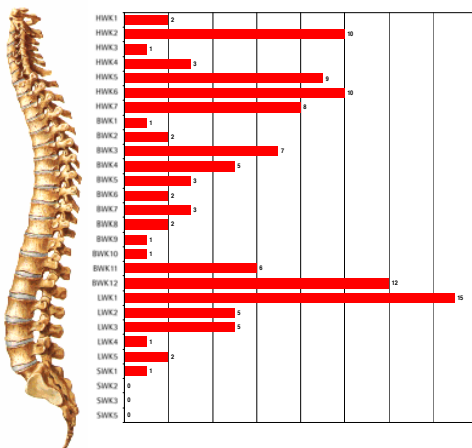 HWK1 2
HWK2 10
HWK3 1
HWK4 3
HWK5 9
HWK6 10
HWK7 8
BWK1 1
BWK2 2
BWK3 7
BWK4 5
BWK5 3
BWK6 2
BWK7 3
BWK8 2
BWK9 1
BWK10 1
BWK11 6
BWK12 12
LWK1 15
LWK2 5
LWK3 5
LWK4 1
LWK5 2
SWK1 1
SWK2 0
SWK3 0
SWK5 0